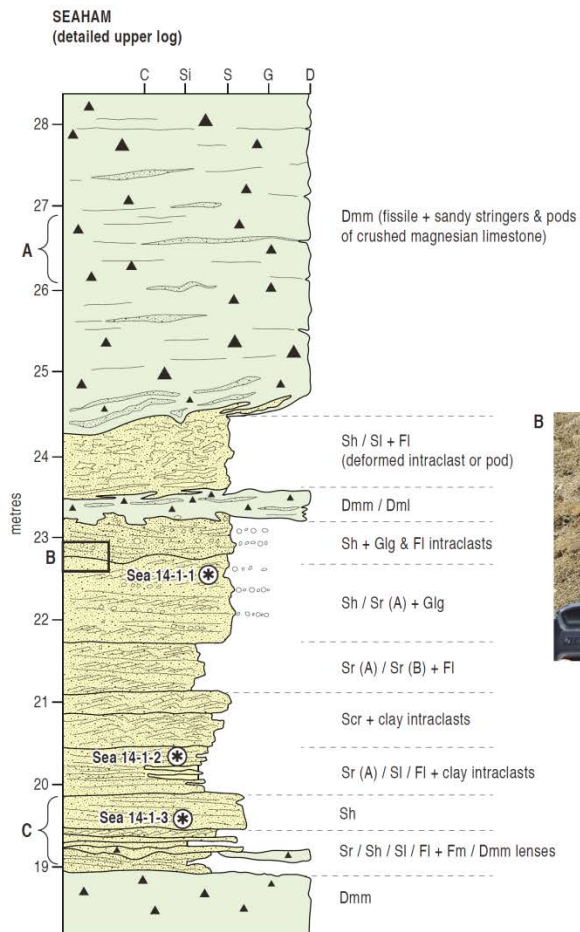 SEAHAM
(detailed upper log)
C Si S G D
28
27
A
26
25
24
metres
23
B
22
21
20
C
19
Dmm (fissile + sandy stringers & pods
of crushed magnesian limestone)
Sh / Sl + Fl
(deformed intraclast or pod)
Dmm / Dml
Sh + Glg & Fl intraclasts
Sea 14-1-1
Sh / Sr (A) + Glg
Sr (A) / Sr (B) + Fl
Scr + clay intraclasts
Sea 14-1-2
Sr (A) / Sl / Fl + clay intraclasts
Sea 14-1-3
Sh
Sr / Sh / Sl / Fl + Fm / Dmm lenses
Dmm
B